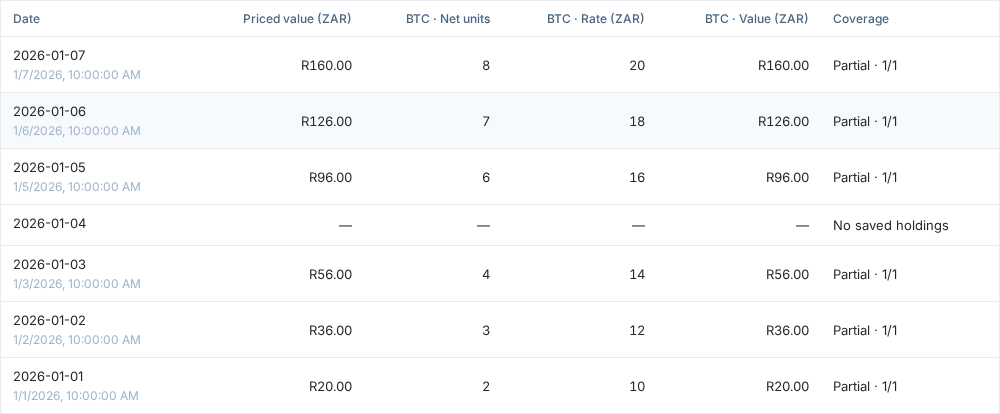 Date Priced value (ZAR) BTC · Net units BTC · Rate (ZAR) BTC · Value (ZAR) Coverage
2026-01-07
1/7/2026, 10:00:00 AM R160.00 8 20 R160.00 Partial · 1/1
2026-01-06
1/6/2026, 10:00:00 AM R126.00 7 18 R126.00 Partial · 1/1
2026-01-05
1/5/2026, 10:00:00 AM R96.00 6 16 R96.00 Partial · 1/1
2026-01-04 — — — — No saved holdings
2026-01-03
1/3/2026, 10:00:00 AM R56.00 4 14 R56.00 Partial · 1/1
2026-01-02
1/2/2026, 10:00:00 AM R36.00 3 12 R36.00 Partial · 1/1
2026-01-01
1/1/2026, 10:00:00 AM R20.00 2 10 R20.00 Partial · 1/1